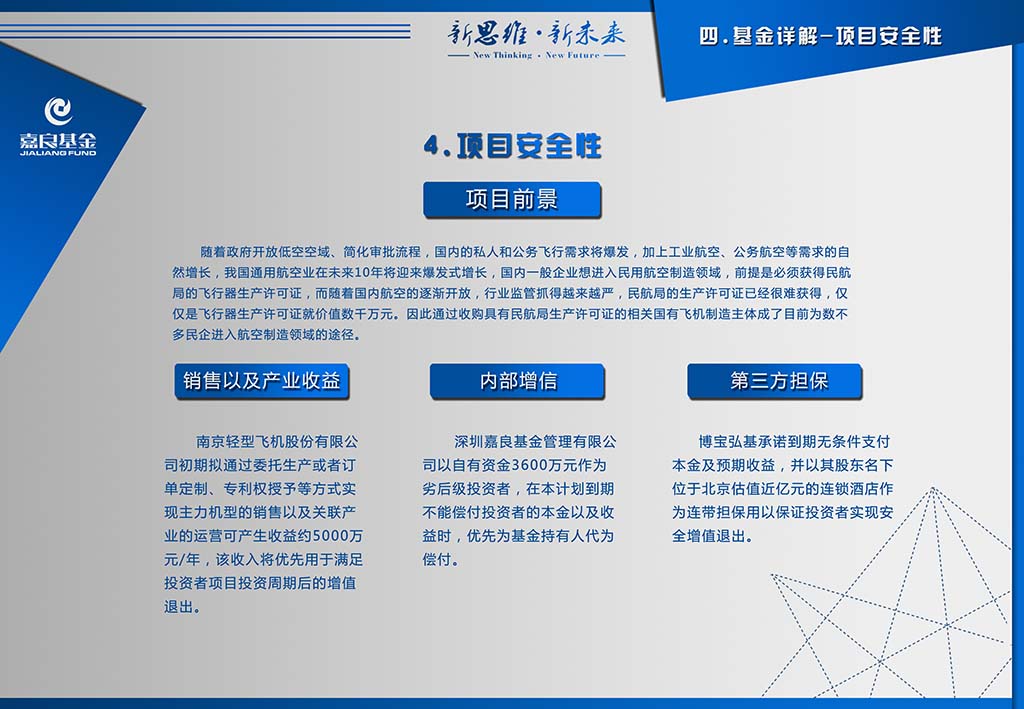 新思维·新未来
New Thinking · New Future
四.基金详解-项目安全性
嘉良基金
JIALIANG FUND
4.项目安全性
项目前景
随着政府开放低空空域、简化审批流程，国内的私人和公务飞行需求将爆发，加上工业航空、公务航空等需求的自
然增长，我国通用航空业在未来10年将迎来爆发式增长，国内一般企业想进入民用航空制造领域，前提是必须获得民航
局的飞行器生产许可证，而随着国内航空的逐渐开放，行业监管抓得越来越严，民航局的生产许可证已经很难获得，仅
仅是飞行器生产许可证就价值数千万元。因此通过收购具有民航局生产许可证的相关国有飞机制造主体成了目前为数不
多民企进入航空制造领域的途径。
销售以及产业收益
南京轻型飞机股份有限公
司初期拟通过委托生产或者订
单定制、专利权授予等方式实
现主力机型的销售以及关联产
业的运营可产生收益约5000万
元/年，该收入将优先用于满足
投资者项目投资周期后的增值
退出。
内部增信
深圳嘉良基金管理有限公
司以自有资金3600万元作为
劣后级投资者，在本计划到期
不能偿付投资者的本金以及收
益时，优先为基金持有人代为
偿付。
第三方担保
博宝弘基承诺到期无条件支付
本金及预期收益，并以其股东名下
位于北京估值近亿元的连锁酒店作
为连带担保用以保证投资者实现安
全增值退出。